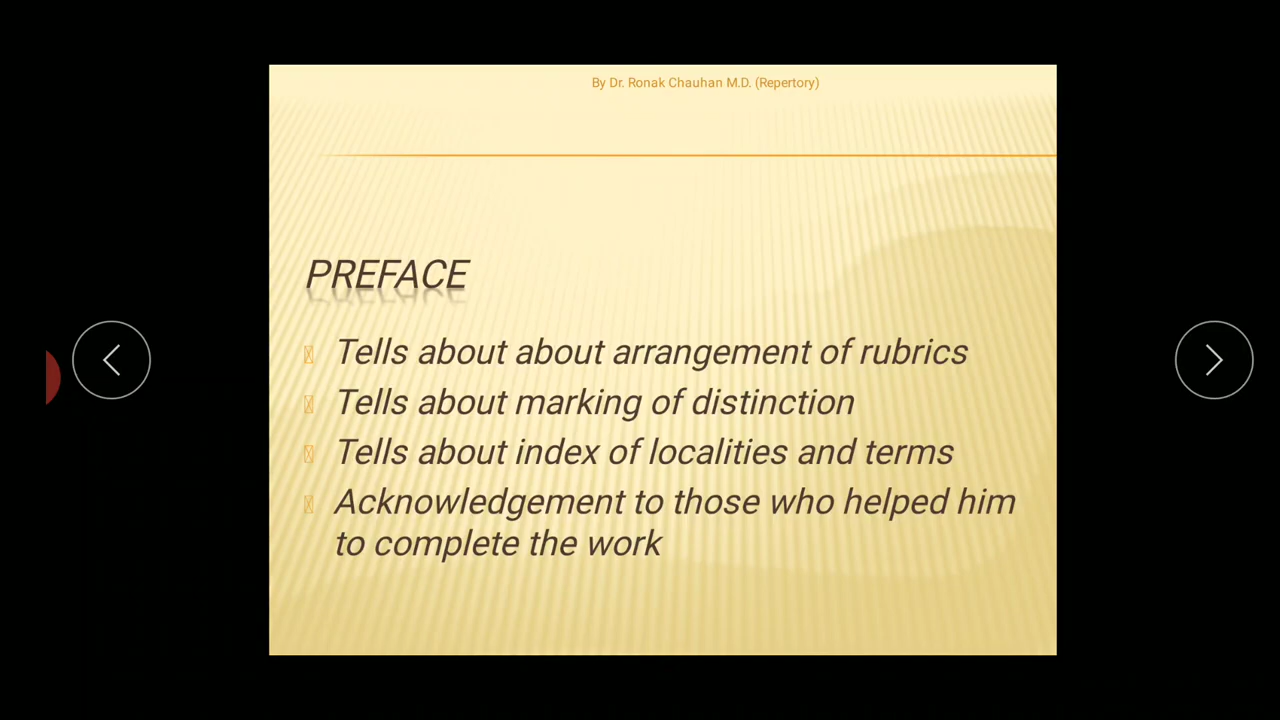 By Dr. Ronak Chauhan M.D. (Repertory)
PREFACE
Tells about about arrangement of rubrics
Tells about marking of distinction
Tells about index of localities and terms
Acknowledgement to those who helped him
to complete the work